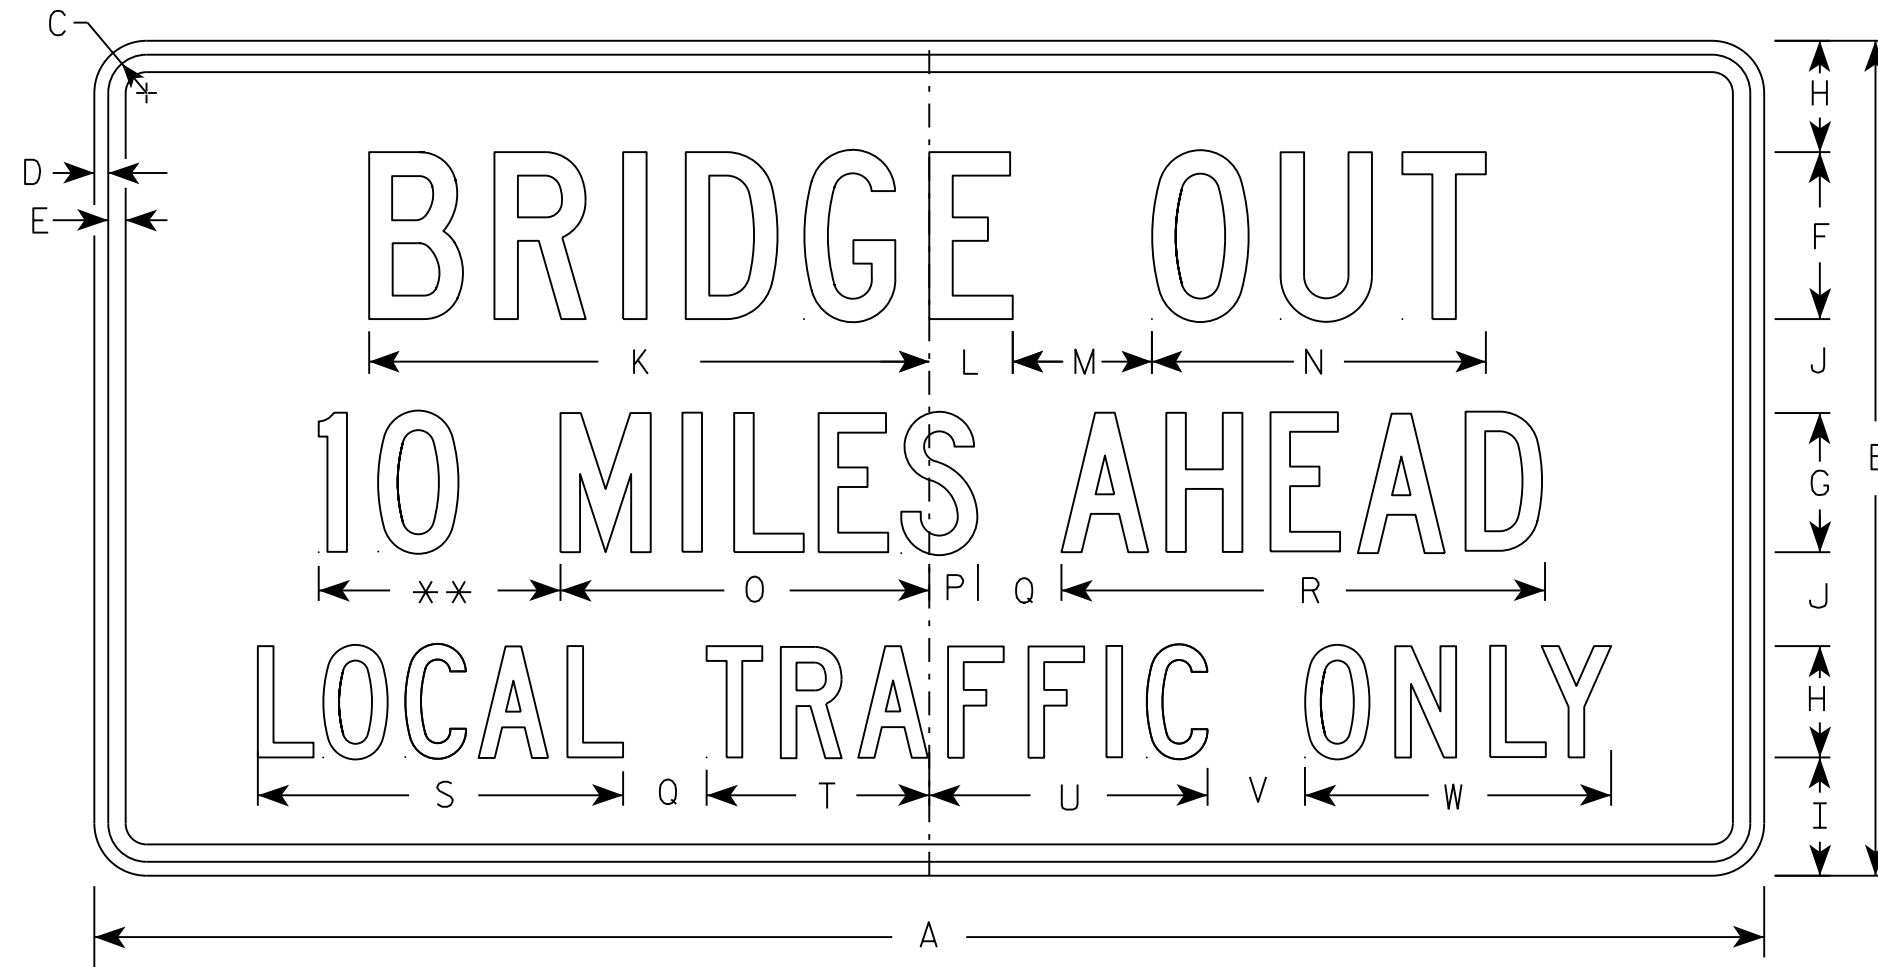 C
H
BRIDGE OUT
D
E
F
B
K L M N
J
10 MILES AHEAD
G
** O P Q R
J
LOCAL TRAFFIC ONLY
H
S Q T U V W
I
A